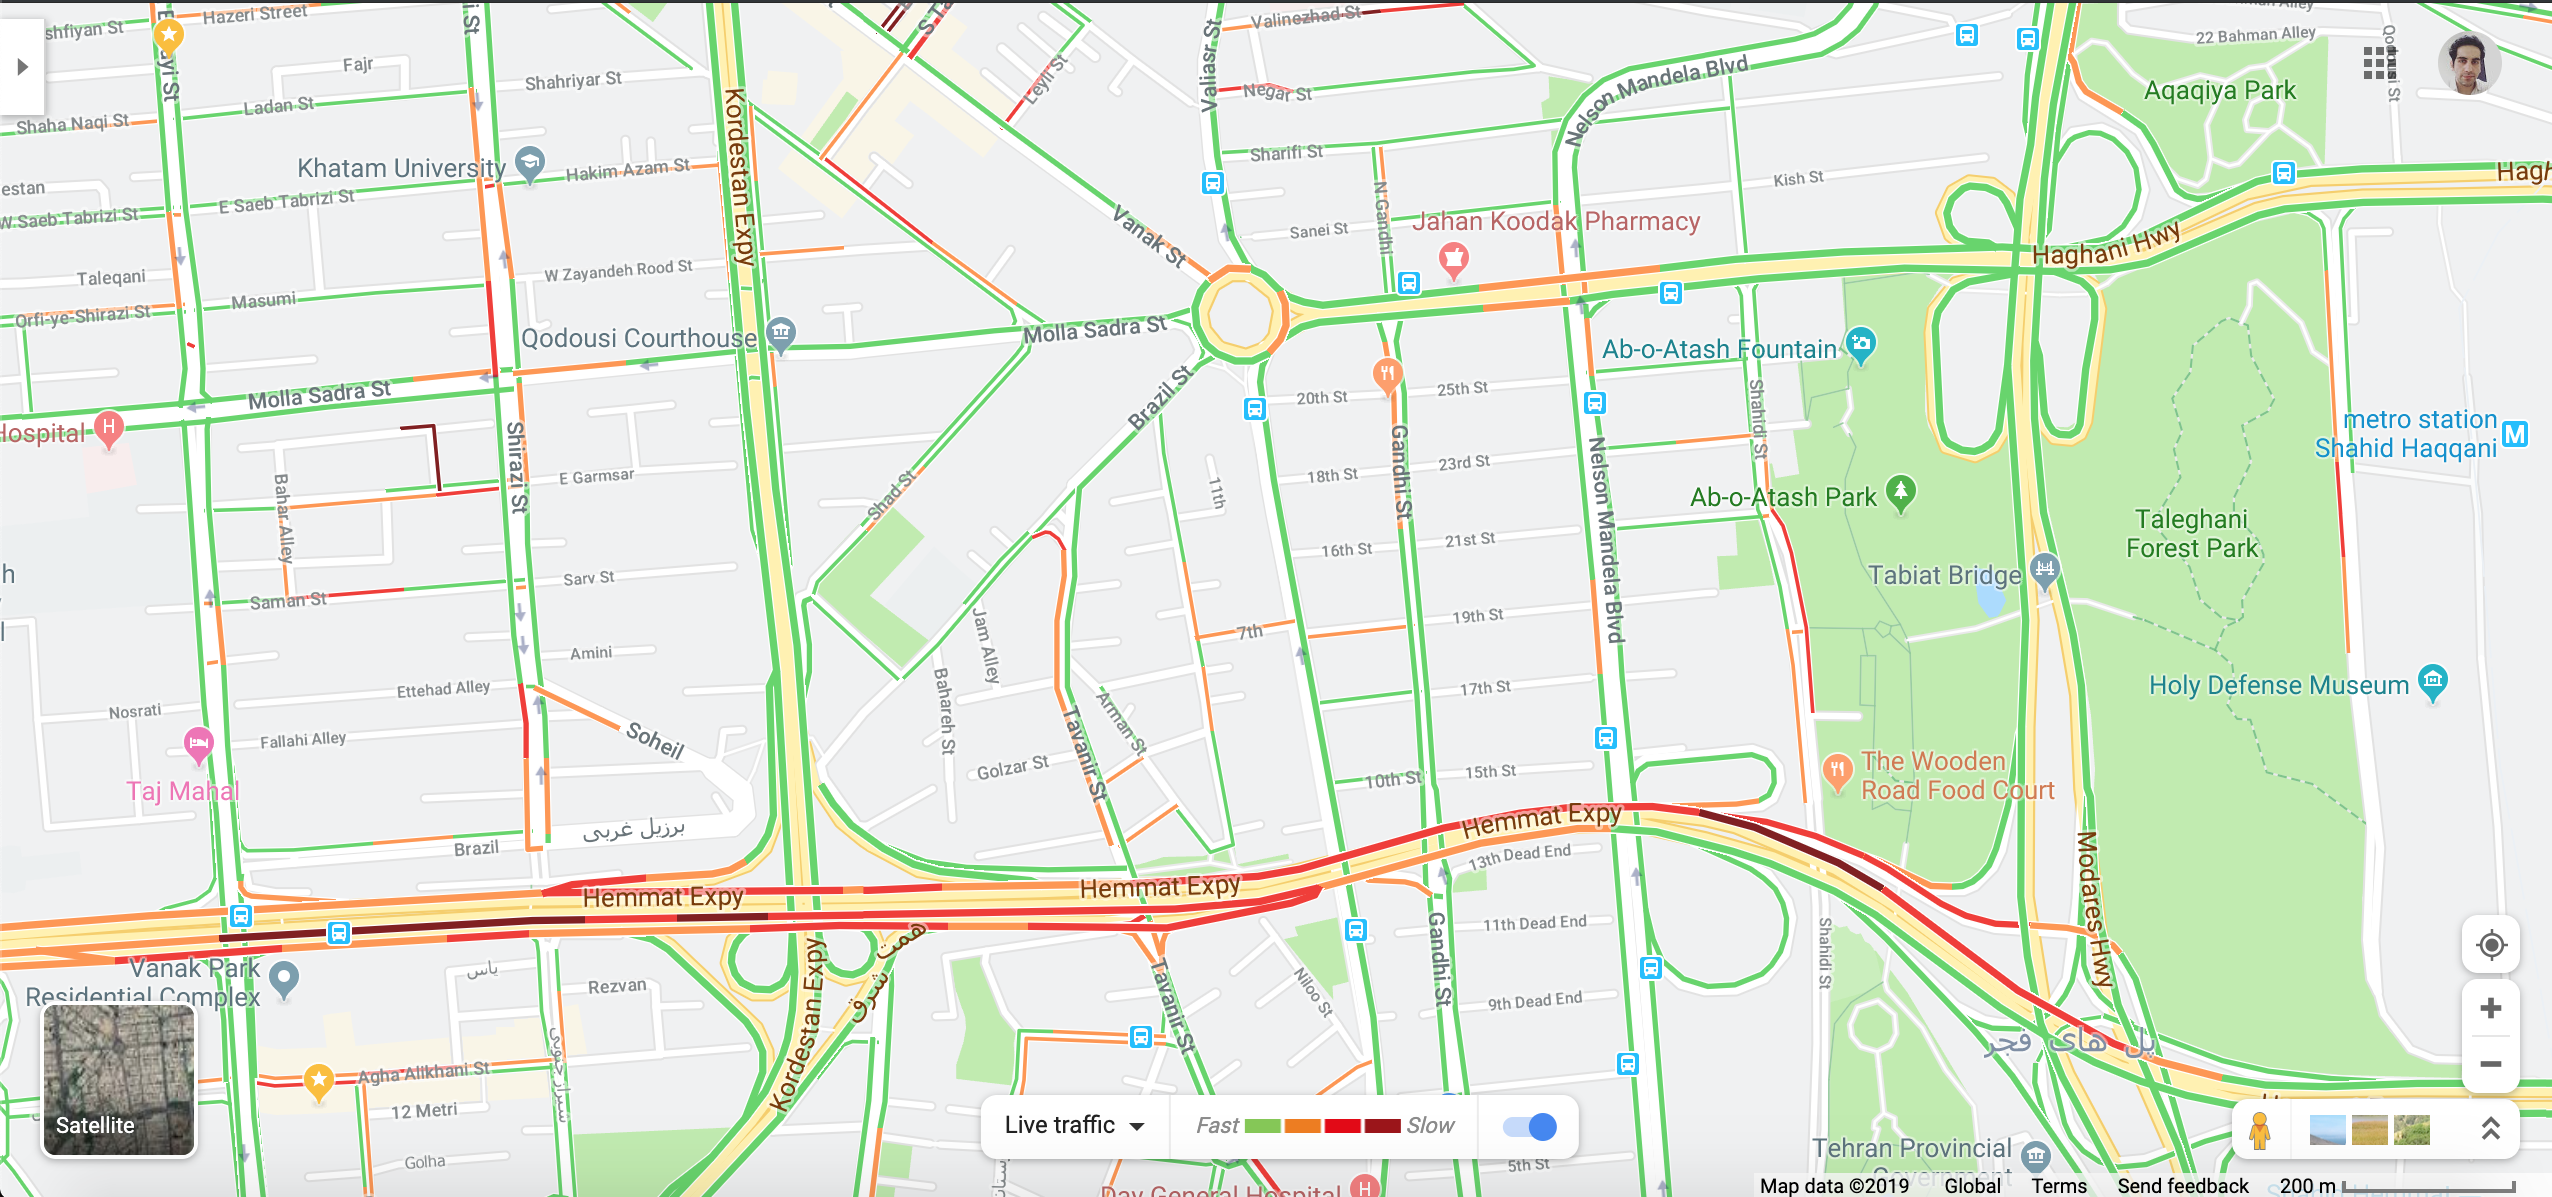 Hazeri Street
shfiyan St
Fajr
Ladan St
Shahriyar St
Shaha Naqi St
Khatam University
Hakim Azam St
estan
W Saeb Tabrizi St
E Saeb Tabrizi St
Taleqani
Masumi
Orfi-ye-Shirazi St
W Zayandeh Rood St
Kordestan Expy
Qodousi Courthouse
Molla Sadra St
Molla Sadra St
Hospital
Bahar Alley
Shirazi St
E Garmsar
Saman St
Sarv St
Amini
Ettehad Alley
Nosrati
Fallahi Alley
Soheil
Taj Mahal
Brazil
برزیل غربی
Hemmat Expy
Vanak Park
Residential Complex
یاس
Rezvan
شیراز جنوبی
Agha Alikhani St
12 Metri
Golha
Satellite
Kordestan Expy
همت شرق
Leyli St
Valiasr St
Valinezhad St
Negar St
Sharifi St
N Gandhi
Sanei St
Vanak St
Brazil St
Shad St
Jahan Koodak Pharmacy
Nelson Mandela Blvd
Kish St
22 Bahman Alley
Aqaqiya Park
Qodousi St
Haghani Hwy
Hagh
Ab-o-Atash Fountain
Shahidi St
20th St
25th St
18th St
23rd St
16th St
21st St
11th
Gandhi St
Nelson Mandela Blvd
Ab-o-Atash Park
Taleghani
Forest Park
metro station
Shahid Haqqani
Tabiat Bridge
Holy Defense Museum
7th
19th St
17th St
10th St
15th St
Jam Alley
Bahareh St
Arman St
Tavanir St
Golzar St
The Wooden
Road Food Court
Hemmat Expy
Hemmat Expy
13th Dead End
11th Dead End
9th Dead End
Gandhi St
Niloo St
Tavanir St
Shahidi St
Modares Hwy
پل های فجر
5th St
Day General Hospital
Tehran Provincial
Government
Live traffic
Fast
Slow
Map data ©2019
Global
Terms
Send feedback
200 m